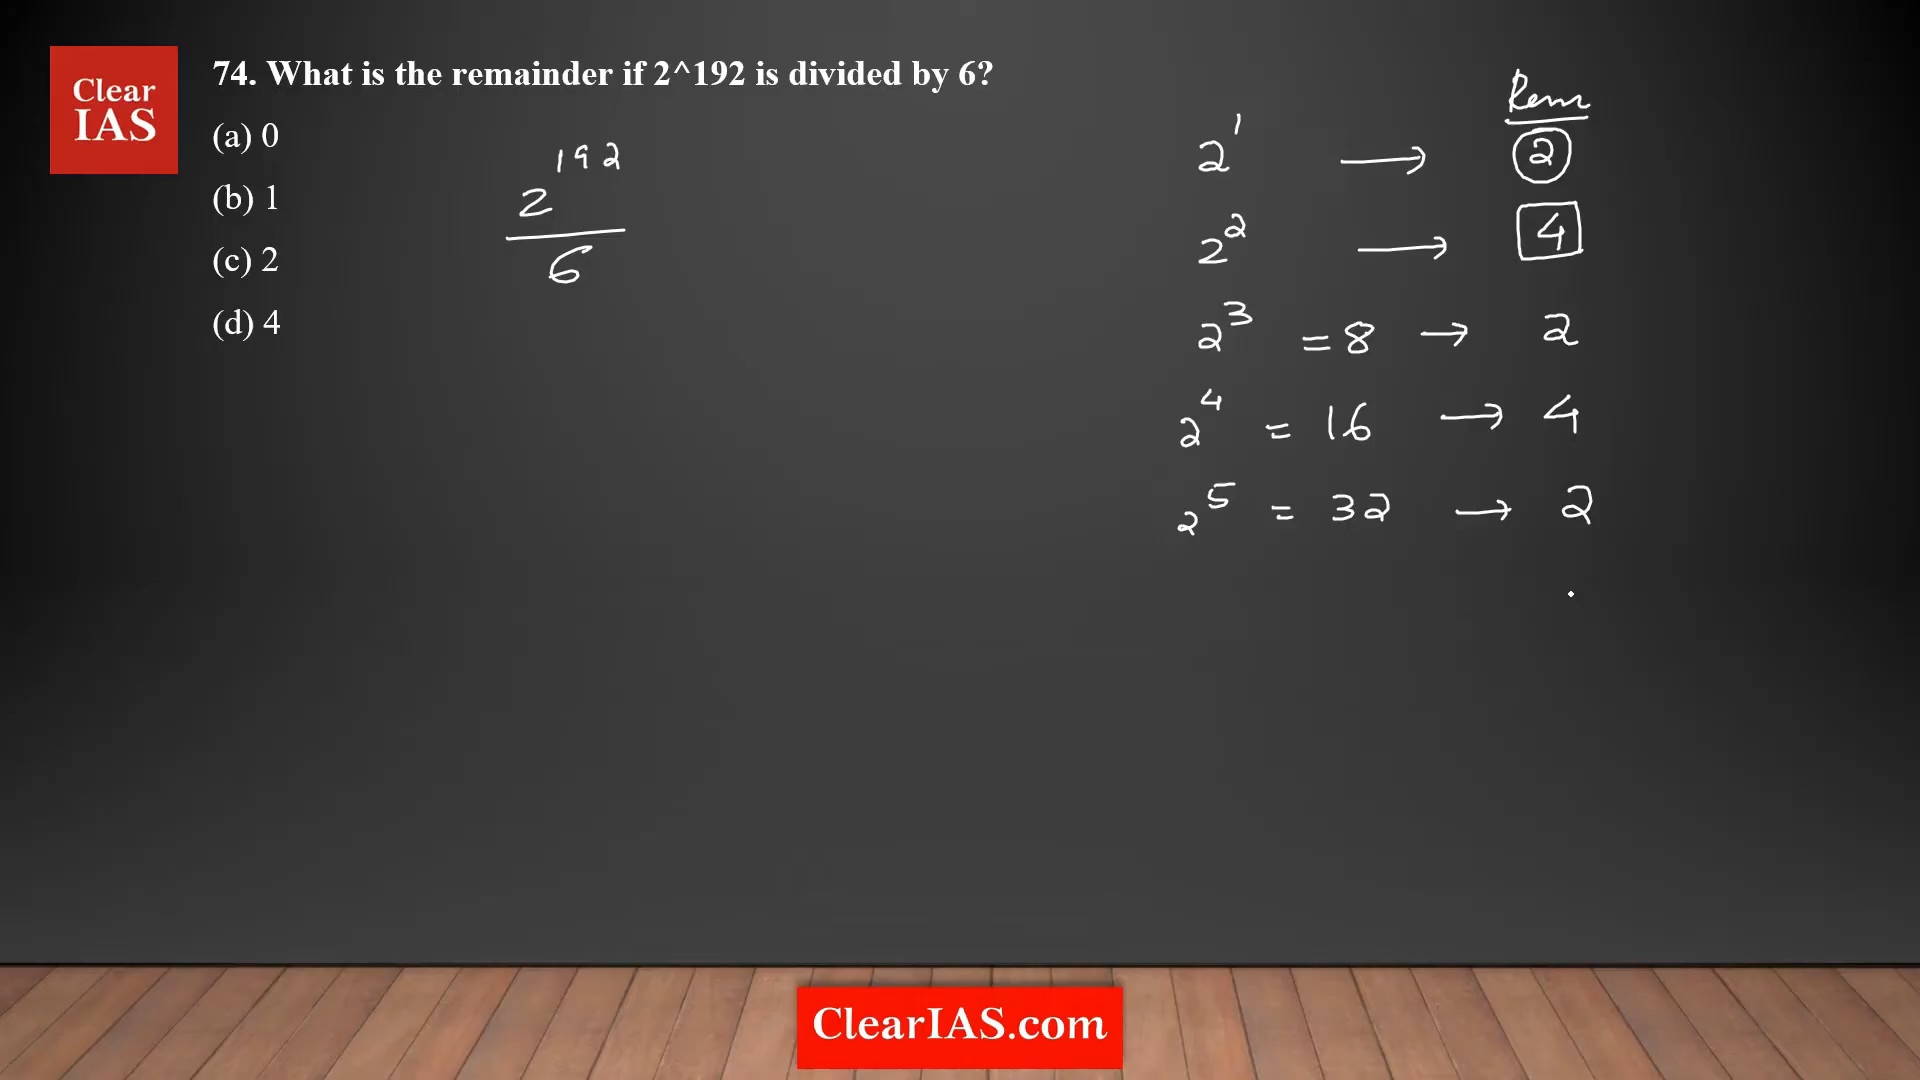 Clear
IAS
74. What is the remainder if 2^192 is divided by 6?
(a) 0
(b) 1
(c) 2
(d) 4
2^192
6
Rem
2^1 → 2
2^2 → 4
2^3 = 8 → 2
2^4 = 16 → 4
2^5 = 32 → 2
ClearIAS.com